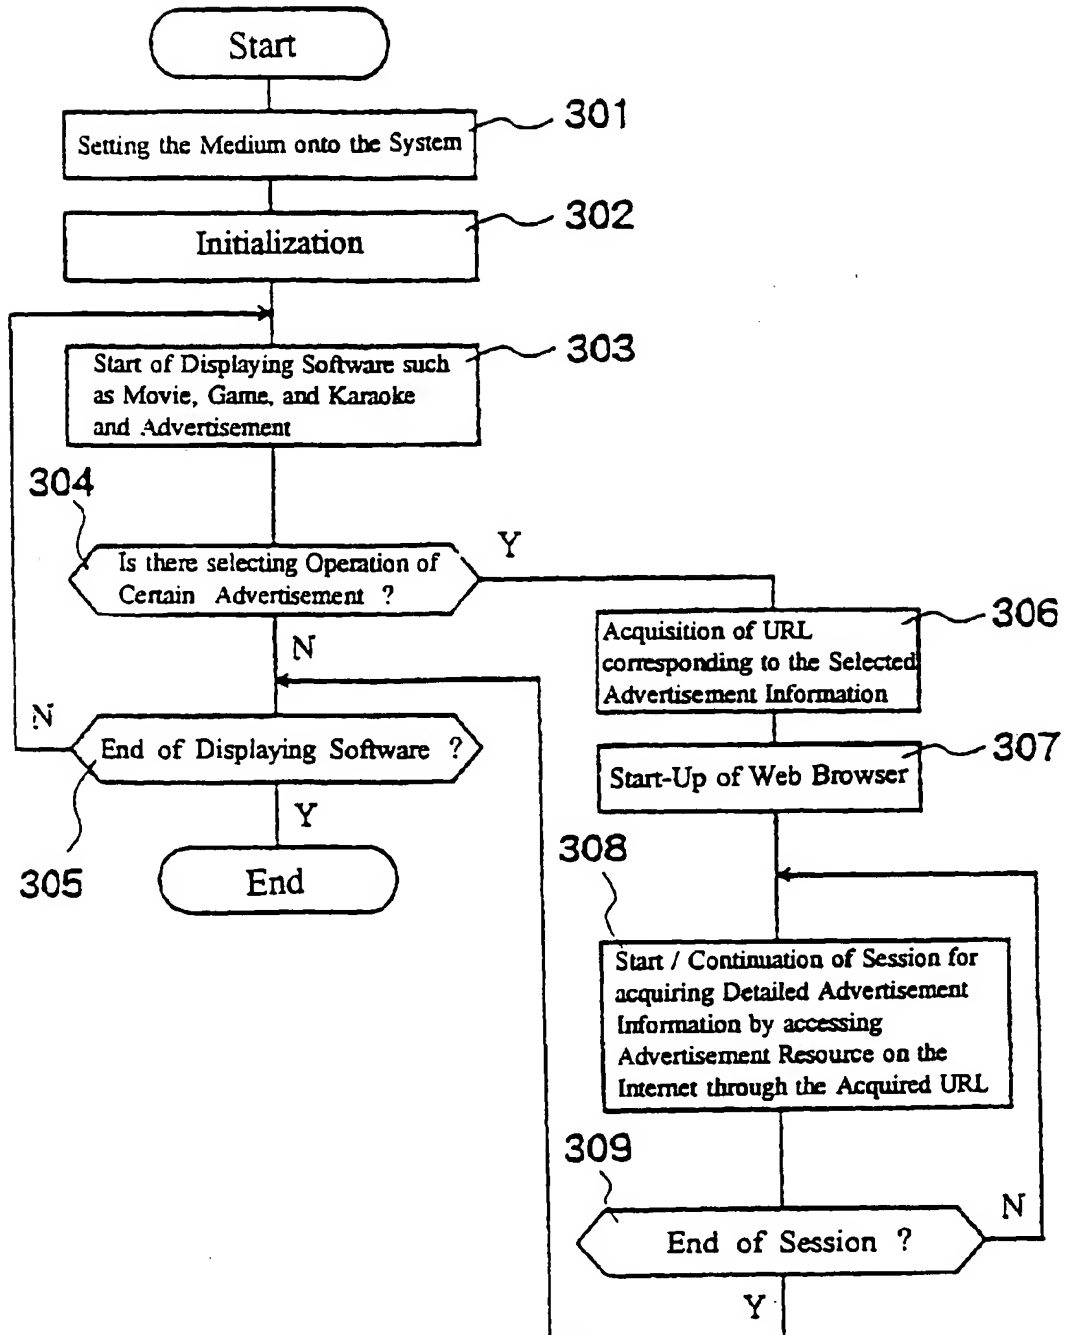 Start
301
Setting the Medium onto the System
302
Initialization
303
Start of Displaying Software such
as Movie, Game, and Karaoke
and Advertisement
304
Is there selecting Operation of
Certain Advertisement ?
Y
N
306
Acquisition of URL
corresponding to the Selected
Advertisement Information
N
End of Displaying Software ?
305
Y
End
307
Start-Up of Web Browser
308
Start / Continuation of Session for
acquiring Detailed Advertisement
Information by accessing
Advertisement Resource on the
Internet through the Acquired URL
309
End of Session ?
N
Y